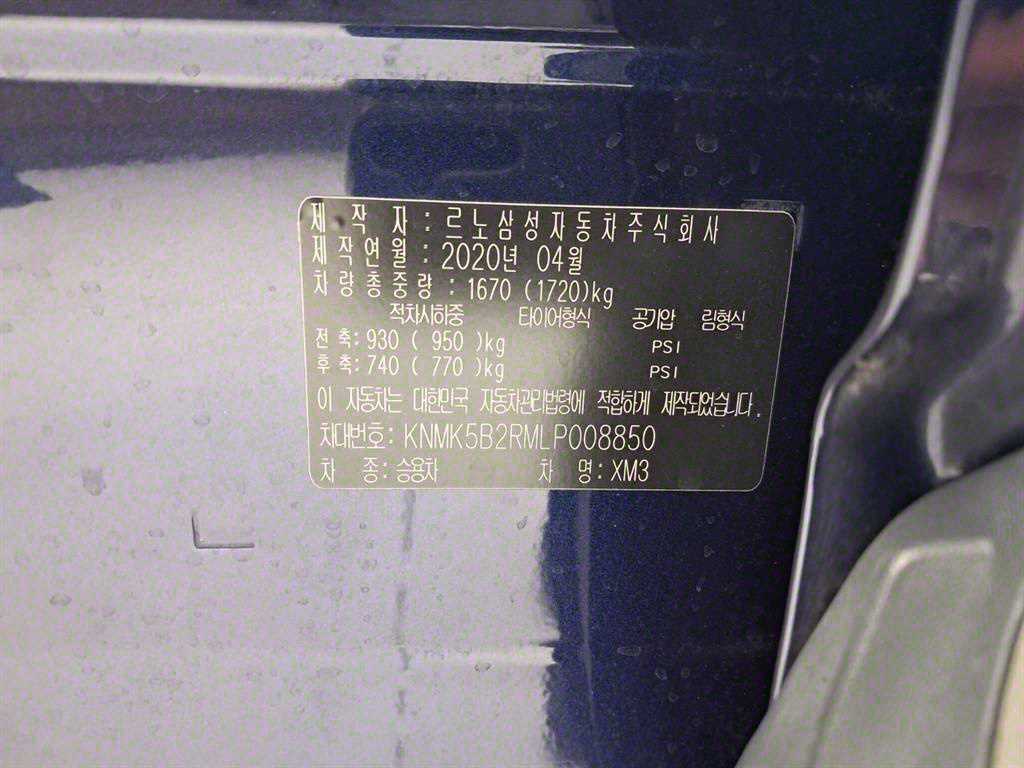 제 작 자 : 르노삼성자동차주식회사
제작연월 : 2020년 04월
차량총중량 : 1670 (1720)kg
적차시하중 타이어형식 공기압 림형식
전축: 930 ( 950 )kg PSI
후축: 740 ( 770 )kg PSI
이 자동차는 대한민국 자동차관리법령에 적합하게 제작되었습니다.
차대번호: KNMK5B2RMLP008850
차 종: 승용차 차 명: XM3